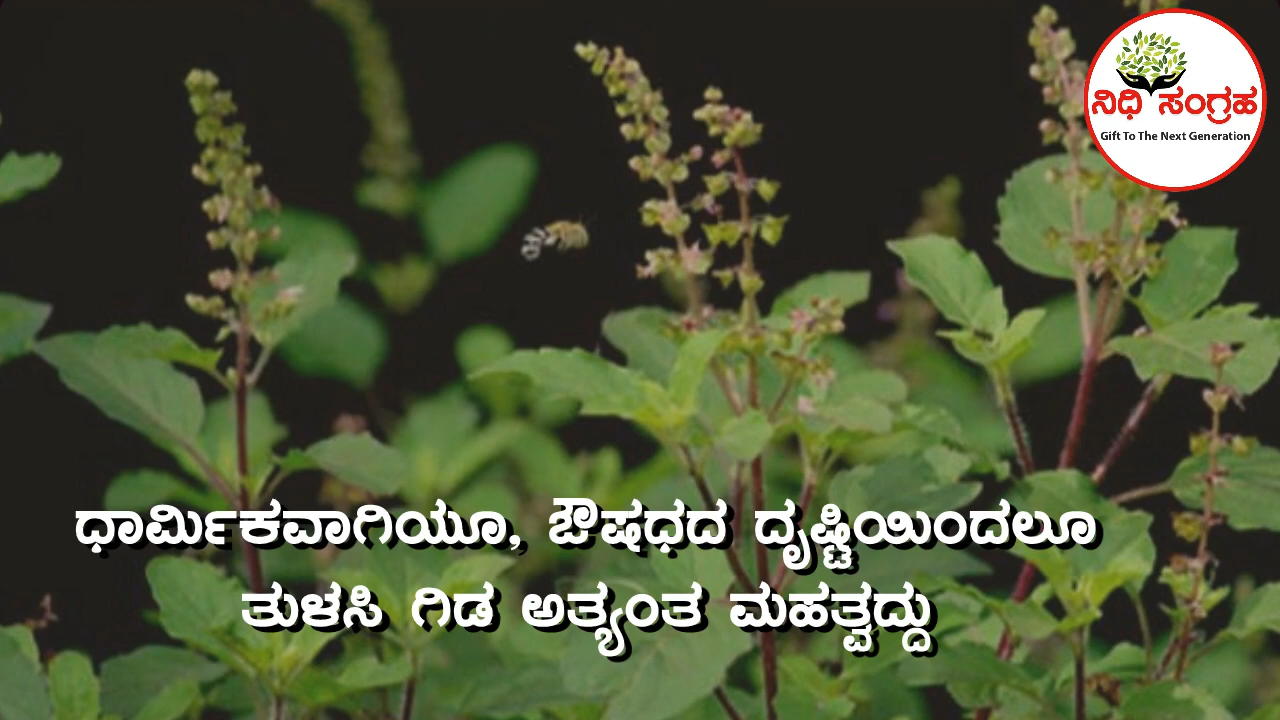 ನಿಧಿ ಸಂಗ್ರಹ
Gift To The Next Generation
ಧಾರ್ಮಿಕವಾಗಿಯೂ, ಔಷಧದ ದೃಷ್ಟಿಯಿಂದಲೂ
ತುಳಸಿ ಗಿಡ ಅತ್ಯಂತ ಮಹತ್ವದ್ದು